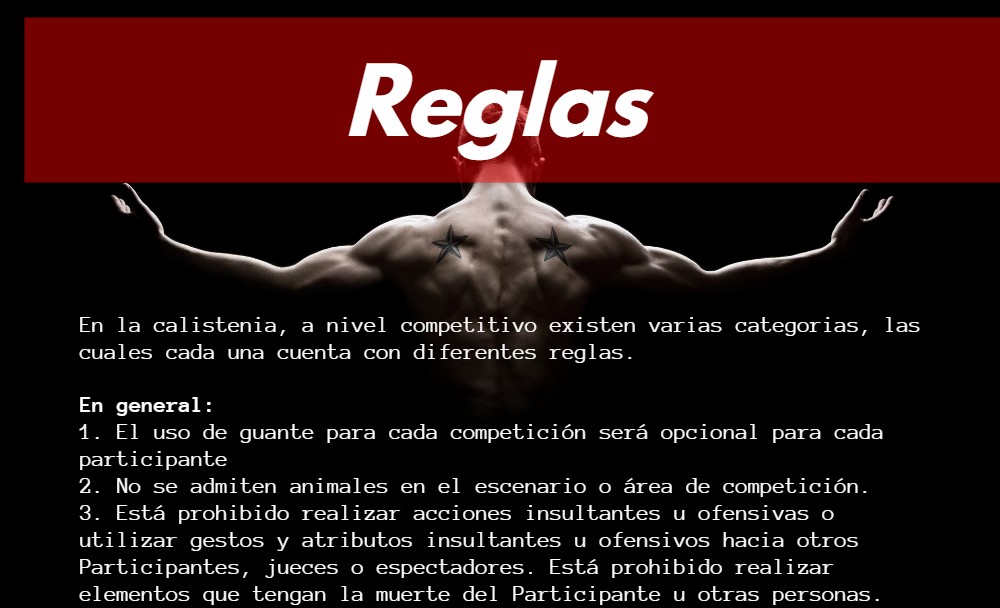 Reglas
En la calistenia, a nivel competitivo existen varias categorias, las
cuales cada una cuenta con diferentes reglas.
En general:
1. El uso de guante para cada competición será opcional para cada
participante
2. No se admiten animales en el escenario o área de competición.
3. Está prohibido realizar acciones insultantes u ofensivas o
utilizar gestos y atributos insultantes u ofensivos hacia otros
Participantes, jueces o espectadores. Está prohibido realizar
elementos que tengan la muerte del Participante u otras personas.